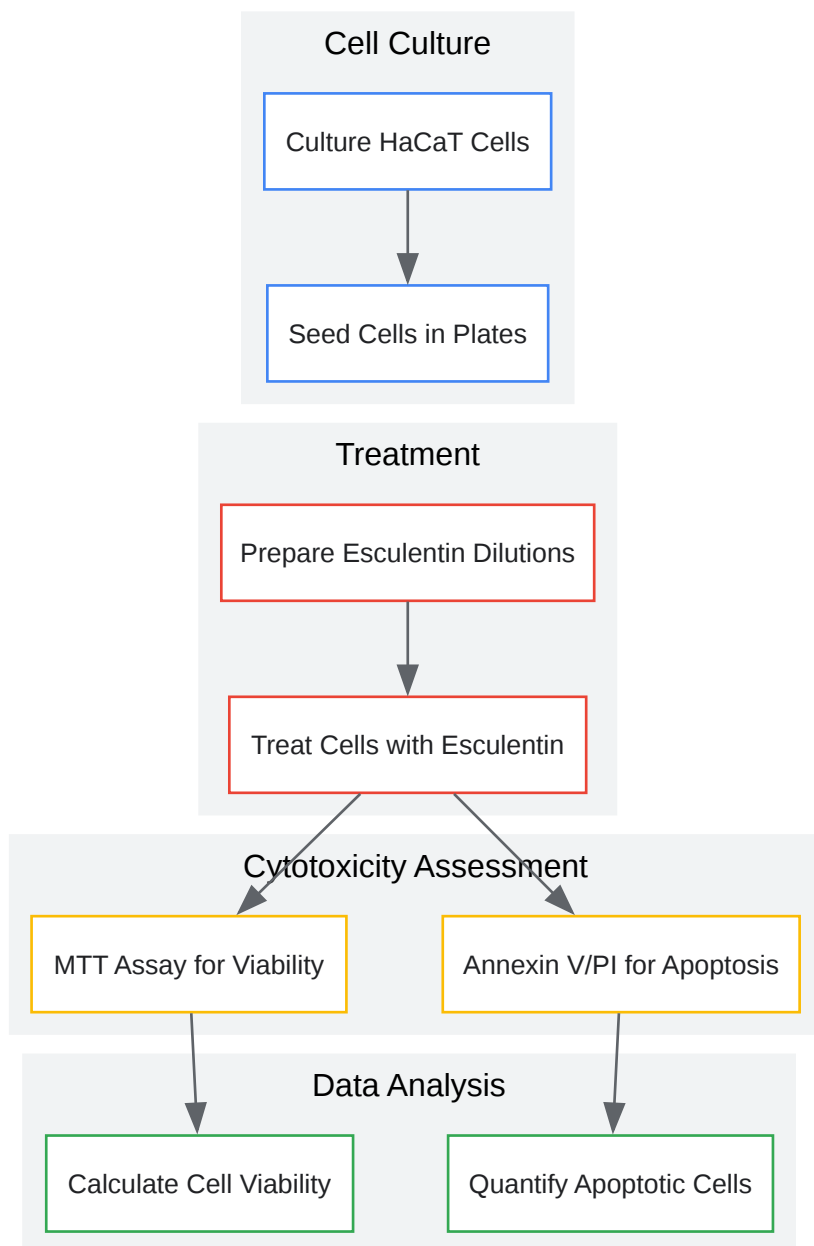 Cell Culture
Culture HaCaT Cells
Seed Cells in Plates
Treatment
Prepare Esculentin Dilutions
Treat Cells with Esculentin
Cytotoxicity Assessment
MTT Assay for Viability
Annexin V/PI for Apoptosis
Data Analysis
Calculate Cell Viability
Quantify Apoptotic Cells